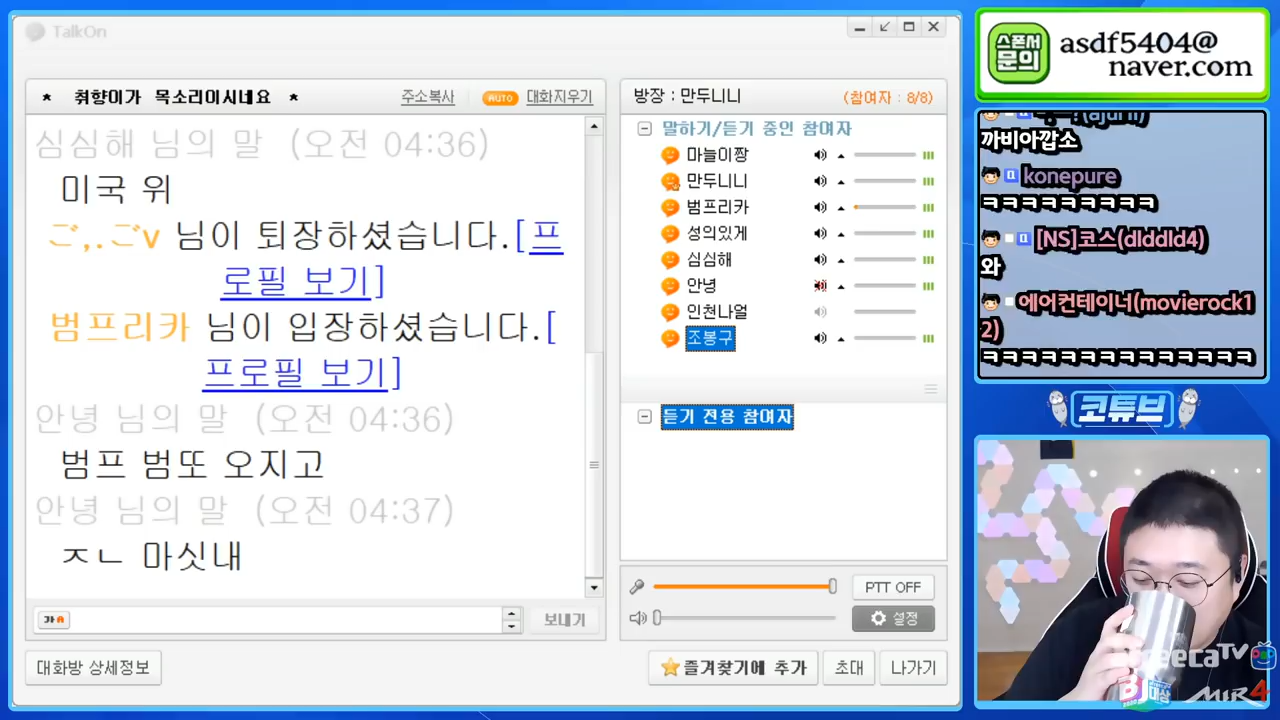 TalkOn
* 취향이가 목소리이시네요 *
주소복사
AUTO 대화지우기
심심해 님의 말 (오전 04:36)
미국 위
ご,.ごv 님이 퇴장하셨습니다.[프
로필 보기]
범프리카 님이 입장하셨습니다.[
프로필 보기]
안녕 님의 말 (오전 04:36)
범프 범또 오지고
안녕 님의 말 (오전 04:37)
ㅈㄴ 마싯내
가A
보내기
대화방 상세정보
방장 : 만두니니
(참여자 : 8/8)
말하기/듣기 중인 참여자
마늘이짱
만두니니
범프리카
성의있게
심심해
안녕
인천나얼
조봉구
듣기 전용 참여자
PTT OFF
설정
즐겨찾기에 추가
초대
나가기
스폰서
문의
asdf5404@
naver.com
까비아깝소
konepure
ㅋㅋㅋㅋㅋㅋㅋㅋㅋ
[NS]코스(dlddld4)
와
에어컨테이너(movierock1
2)
ㅋㅋㅋㅋㅋㅋㅋㅋㅋㅋㅋㅋㅋㅋ
코튜브
BJ대상
MIR4